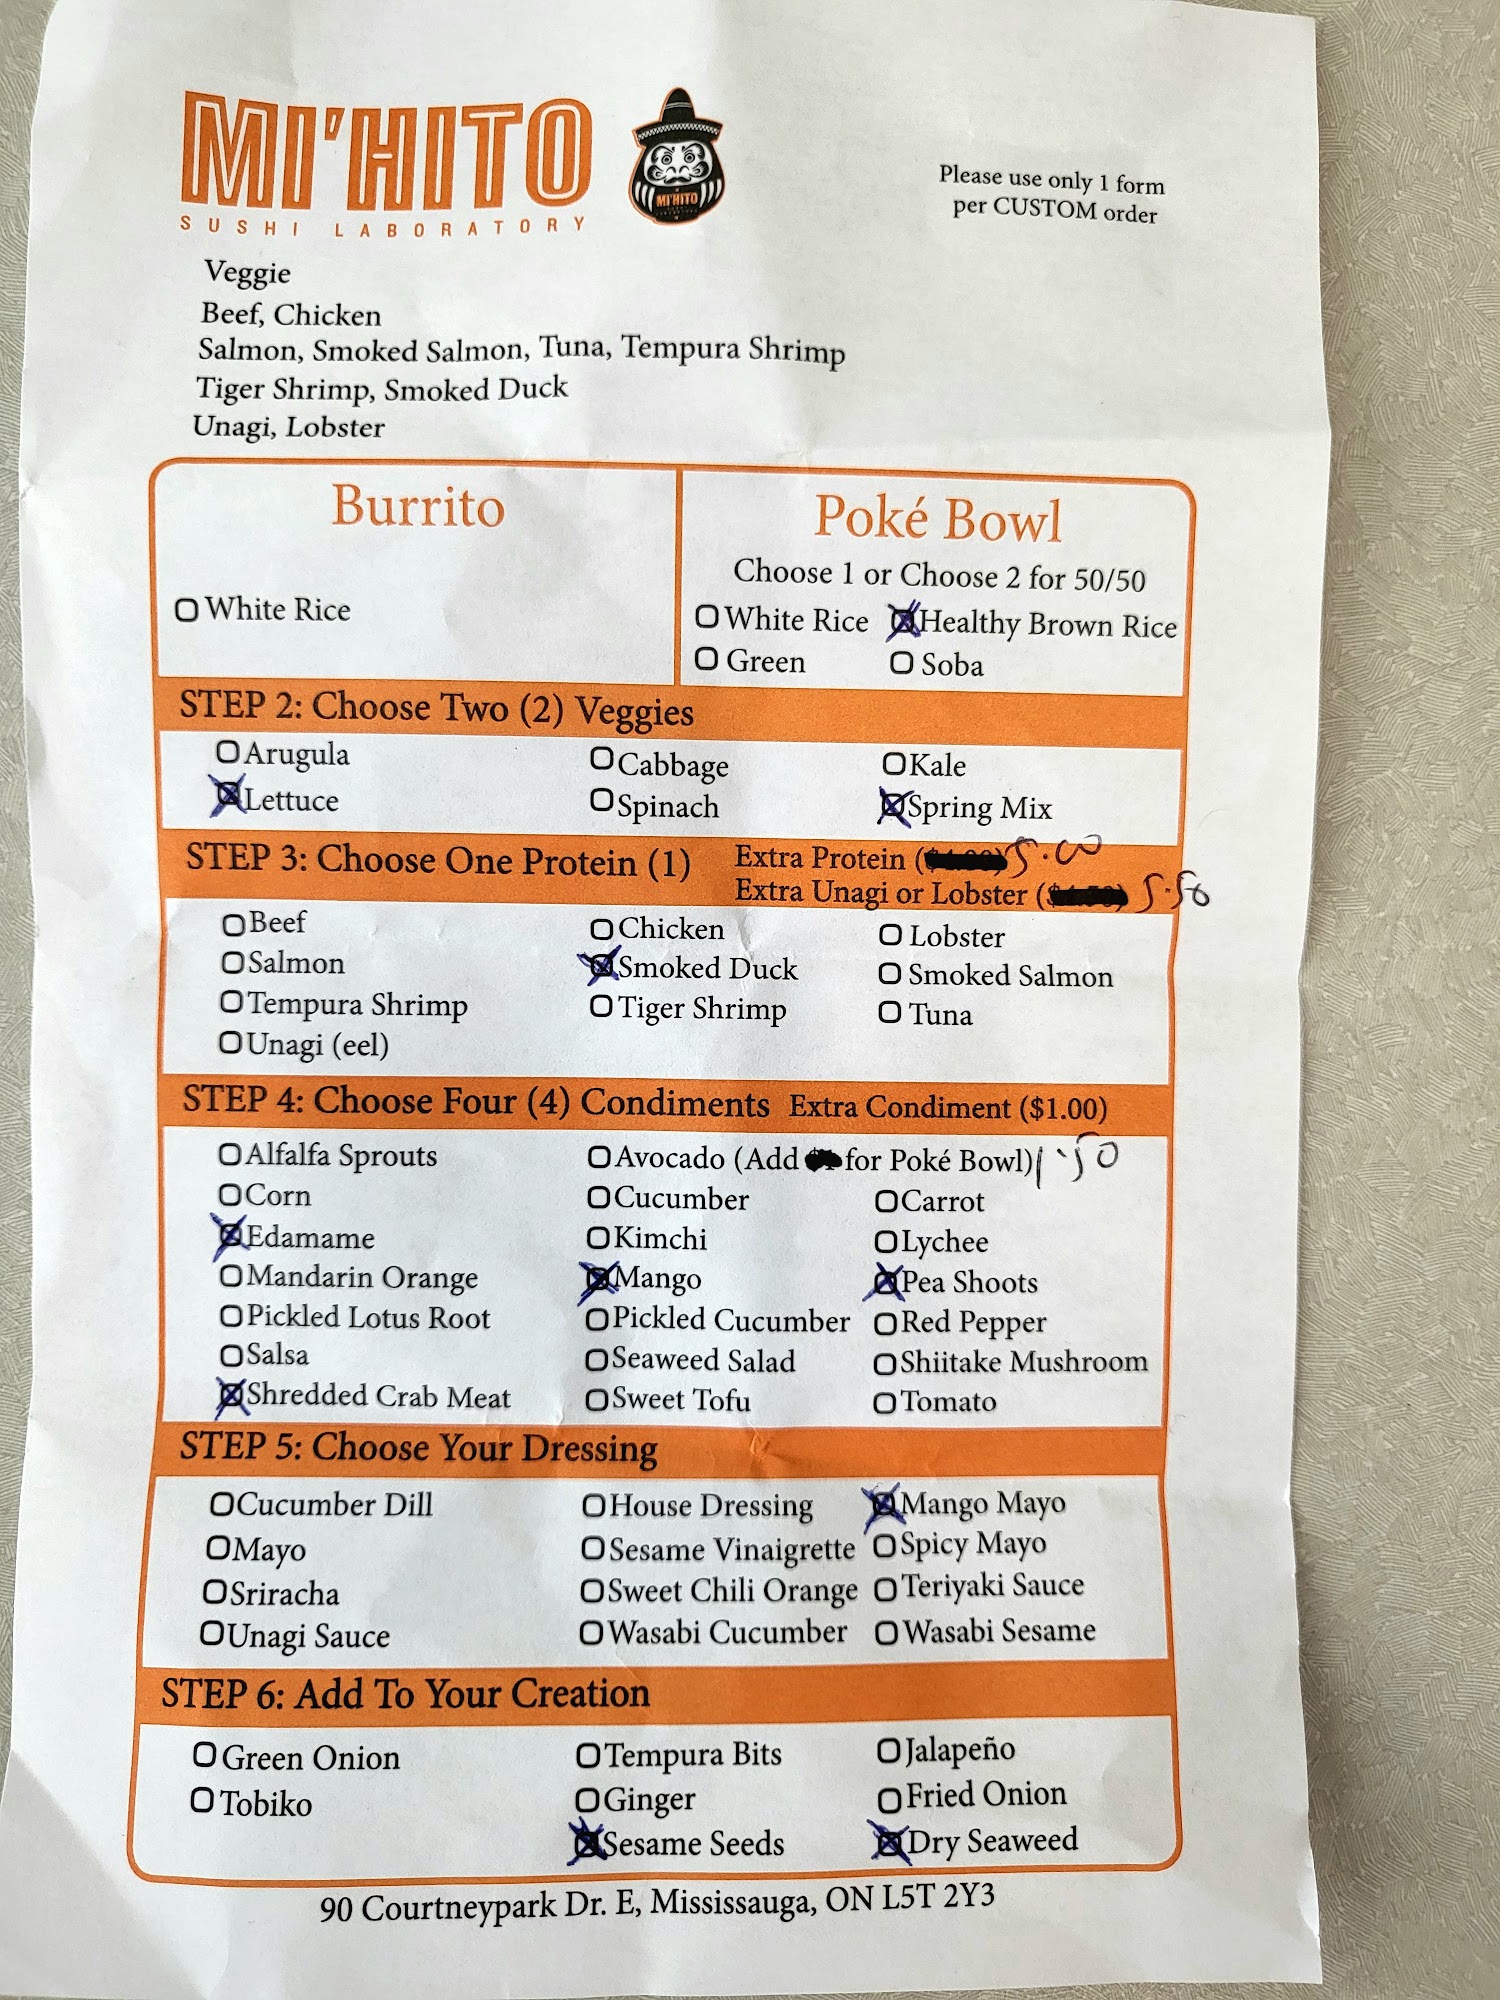 MI'HITO
SUSHI LABORATORY
MI'HITO
Please use only 1 form
per CUSTOM order
Veggie
Beef, Chicken
Salmon, Smoked Salmon, Tuna, Tempura Shrimp
Tiger Shrimp, Smoked Duck
Unagi, Lobster
Burrito
White Rice
Poké Bowl
Choose 1 or Choose 2 for 50/50
White Rice Healthy Brown Rice
Green Soba
STEP 2: Choose Two (2) Veggies
Arugula Cabbage Kale
Lettuce Spinach Spring Mix
STEP 3: Choose One Protein (1)
Extra Protein ( 5.00
Extra Unagi or Lobster ( 5.50
Beef Chicken Lobster
Salmon Smoked Duck Smoked Salmon
Tempura Shrimp Tiger Shrimp Tuna
Unagi (eel)
STEP 4: Choose Four (4) Condiments Extra Condiment ($1.00)
Alfalfa Sprouts Avocado (Add for Poké Bowl) 1.50
Corn Cucumber Carrot
Edamame Kimchi Lychee
Mandarin Orange Mango Pea Shoots
Pickled Lotus Root Pickled Cucumber Red Pepper
Salsa Seaweed Salad Shiitake Mushroom
Shredded Crab Meat Sweet Tofu Tomato
STEP 5: Choose Your Dressing
Cucumber Dill House Dressing Mango Mayo
Mayo Sesame Vinaigrette Spicy Mayo
Sriracha Sweet Chili Orange Teriyaki Sauce
Unagi Sauce Wasabi Cucumber Wasabi Sesame
STEP 6: Add To Your Creation
Green Onion Tempura Bits Jalapeño
Tobiko Ginger Fried Onion
Sesame Seeds Dry Seaweed
90 Courtneypark Dr. E, Mississauga, ON L5T 2Y3